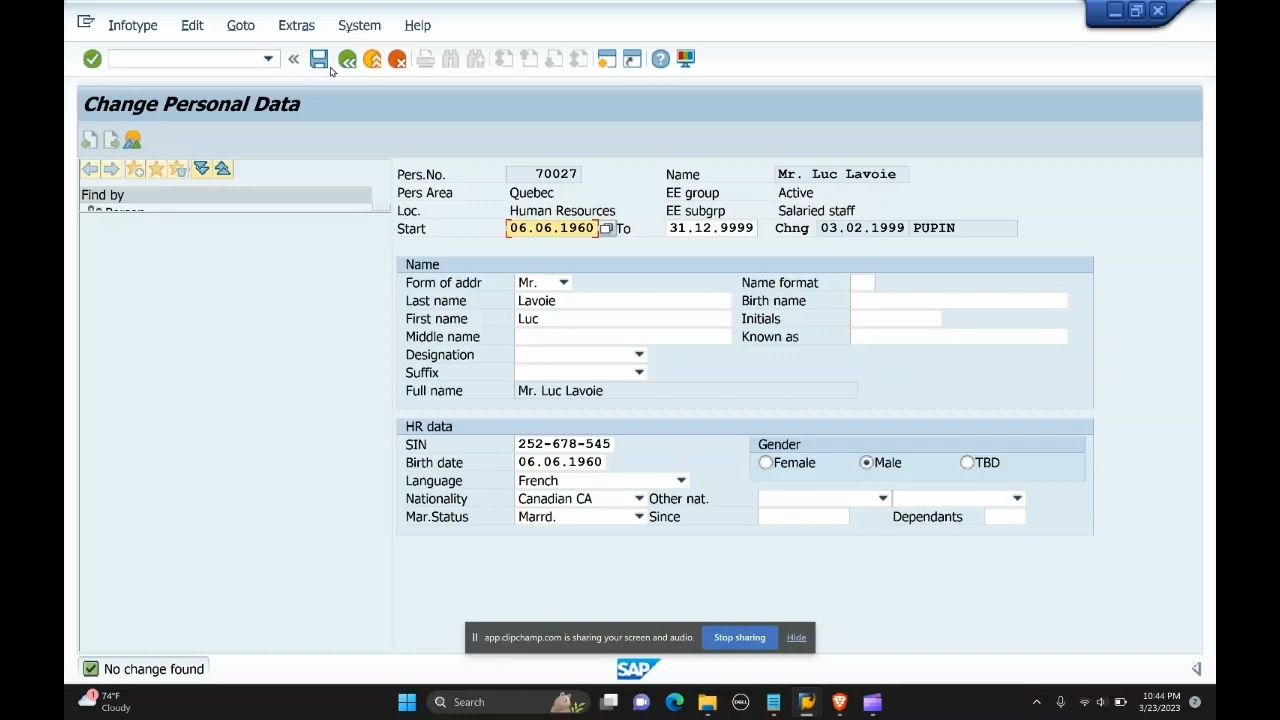 Infotype Edit Goto Extras System Help
Change Personal Data
Find by
Person
Pers.No. 70027 Name Mr. Luc Lavoie
Pers Area Quebec EE group Active
Loc. Human Resources EE subgrp Salaried staff
Start 06.06.1960 To 31.12.9999 Chng 03.02.1999 PUPIN
Name
Form of addr Mr. Name format
Last name Lavoie Birth name
First name Luc Initials
Middle name Known as
Designation
Suffix
Full name Mr. Luc Lavoie
HR data
SIN 252-678-545 Gender
Birth date 06.06.1960 Female Male TBD
Language French
Nationality Canadian CA Other nat.
Mar.Status Marrd. Since Dependants
app.clipchamp.com is sharing your screen and audio. Stop sharing Hide
No change found SAP
1 74°F Search DELL 10:44 PM
Cloudy 3/23/2023 2